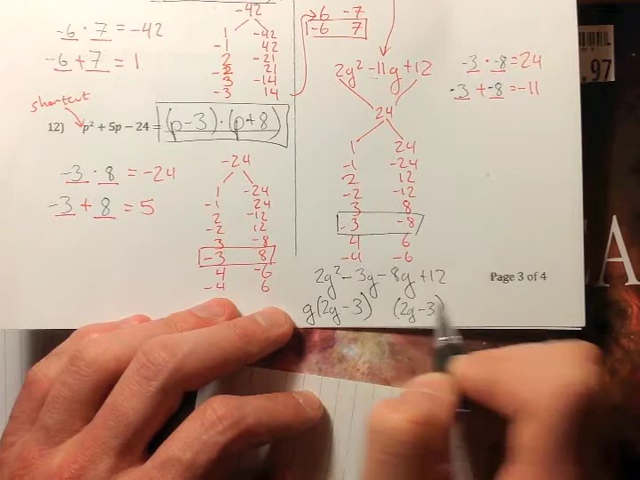 -6 · 7 = -42
-6 + 7 = 1
-42
1 -42
-1 42
2 -21
-2 21
3 -14
-3 14
6 -7
-6 7
shortcut
12) p² + 5p - 24 = (p-3)·(p+8)
-3 · 8 = -24
-3 + 8 = 5
-24
1 -24
-1 24
2 -12
-2 12
3 -8
-3 8
4 -6
-4 6
2g² - 11g + 12
24
1 24
-1 -24
2 12
-2 -12
3 8
-3 -8
4 6
-4 -6
2g² - 3g - 8g + 12
g(2g - 3) (2g - 3)
-3 · -8 = 24
-3 + -8 = -11
Page 3 of 4
.97
A